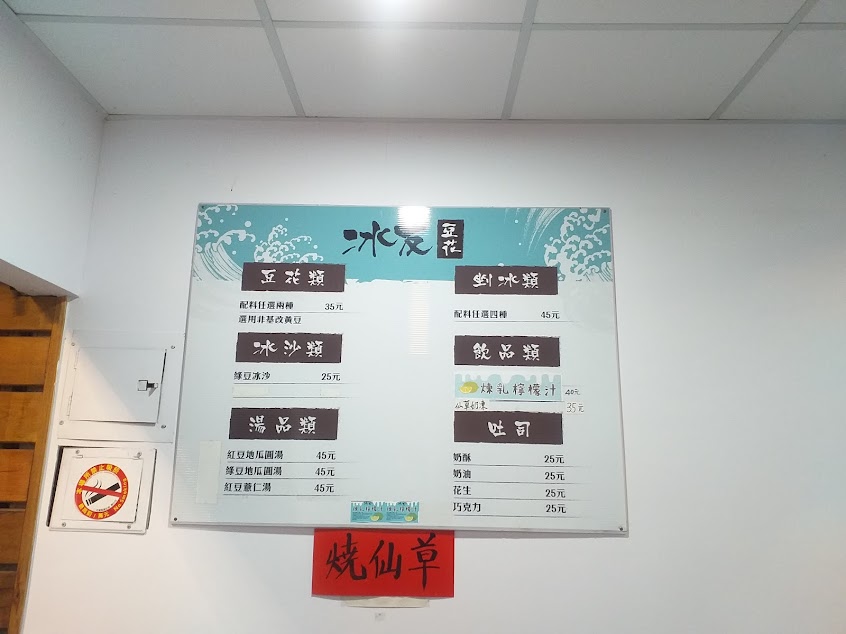 冰友 豆花
豆花類
配料任選兩種 35元
選用非基改黃豆
冰沙類
綠豆冰沙 25元
湯品類
紅豆地瓜圓湯 45元
綠豆地瓜圓湯 45元
紅豆薏仁湯 45元
剉冰類
配料任選四種 45元
飲品類
煉乳檸檬汁 40元
仙草奶凍 35元
吐司
奶酥 25元
奶油 25元
花生 25元
巧克力 25元
燒仙草